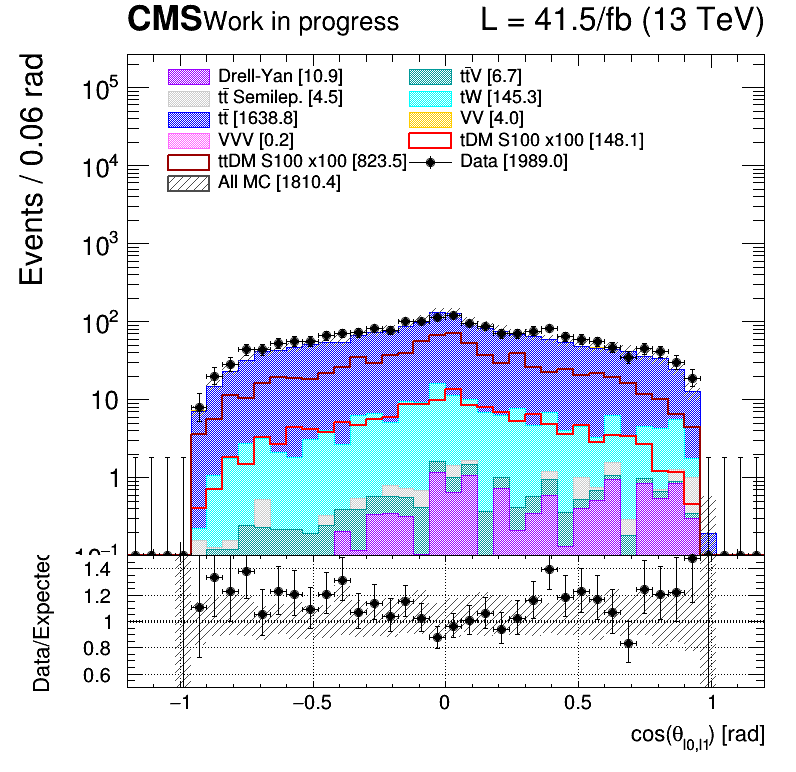 CMS Work in progress L = 41.5/fb (13 TeV)
Events / 0.06 rad
Drell-Yan [10.9]
tt̄V [6.7]
tt̄ Semilep. [4.5]
tW [145.3]
tt̄ [1638.8]
VV [4.0]
VVV [0.2]
tDM S100 x100 [148.1]
ttDM S100 x100 [823.5]
Data [1989.0]
All MC [1810.4]
10⁵
10⁴
10³
10²
10
1
10⁻¹
Data/Expected
1.4
1.2
1
0.8
0.6
−1 −0.5 0 0.5 1
cos(θ_{l0,l1}) [rad]